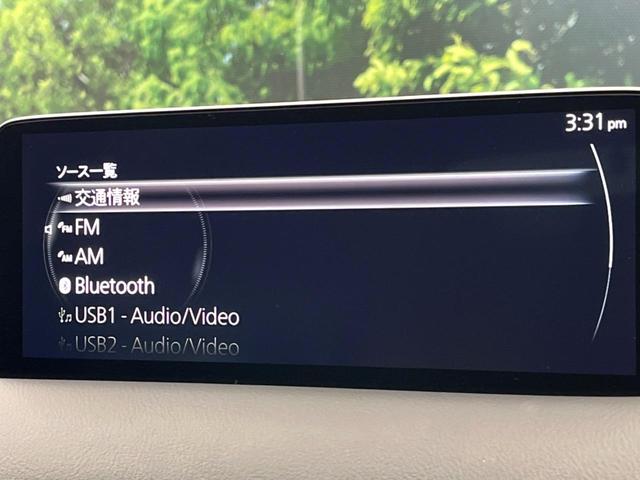 3:31 pm
ソース一覧
交通情報
FM
AM
Bluetooth
USB1 - Audio/Video
USB2 - Audio/Video